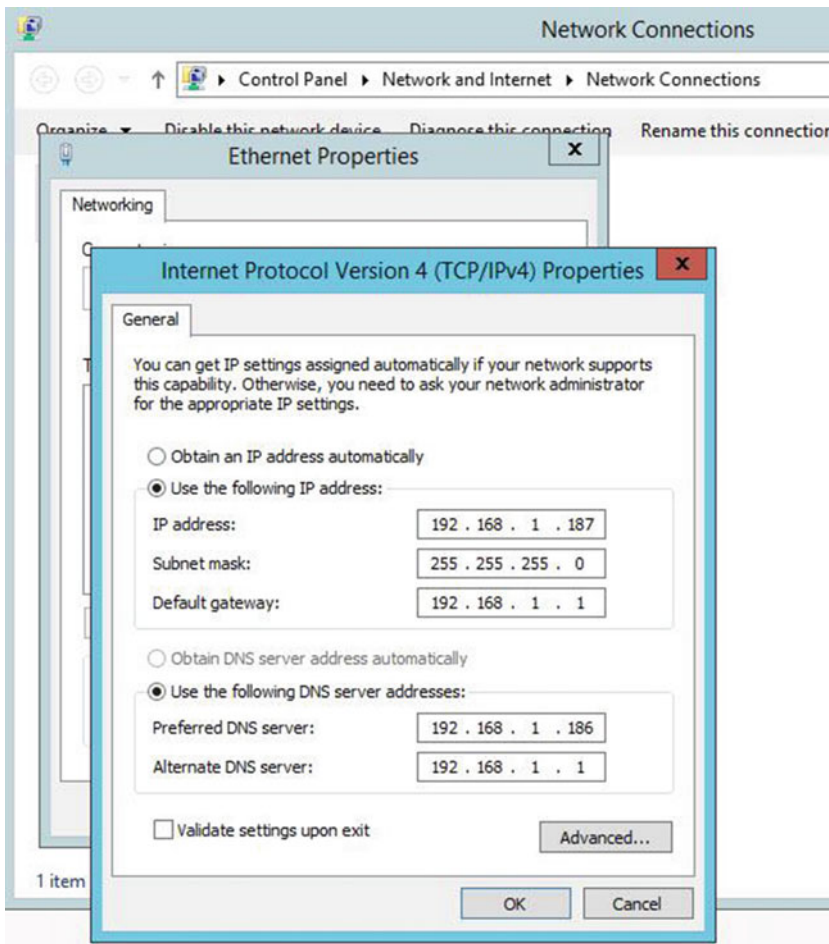 Network Connections
Control Panel Network and Internet Network Connections
Organize Disable this network device Diagnose this connection Rename this connection
Ethernet Properties
x
Networking
Internet Protocol Version 4 (TCP/IPv4) Properties
x
General
You can get IP settings assigned automatically if your network supports
this capability. Otherwise, you need to ask your network administrator
for the appropriate IP settings.
Obtain an IP address automatically
Use the following IP address:
IP address: 192 . 168 . 1 . 187
Subnet mask: 255 . 255 . 255 . 0
Default gateway: 192 . 168 . 1 . 1
Obtain DNS server address automatically
Use the following DNS server addresses:
Preferred DNS server: 192 . 168 . 1 . 186
Alternate DNS server: 192 . 168 . 1 . 1
Validate settings upon exit
Advanced...
1 item
OK Cancel